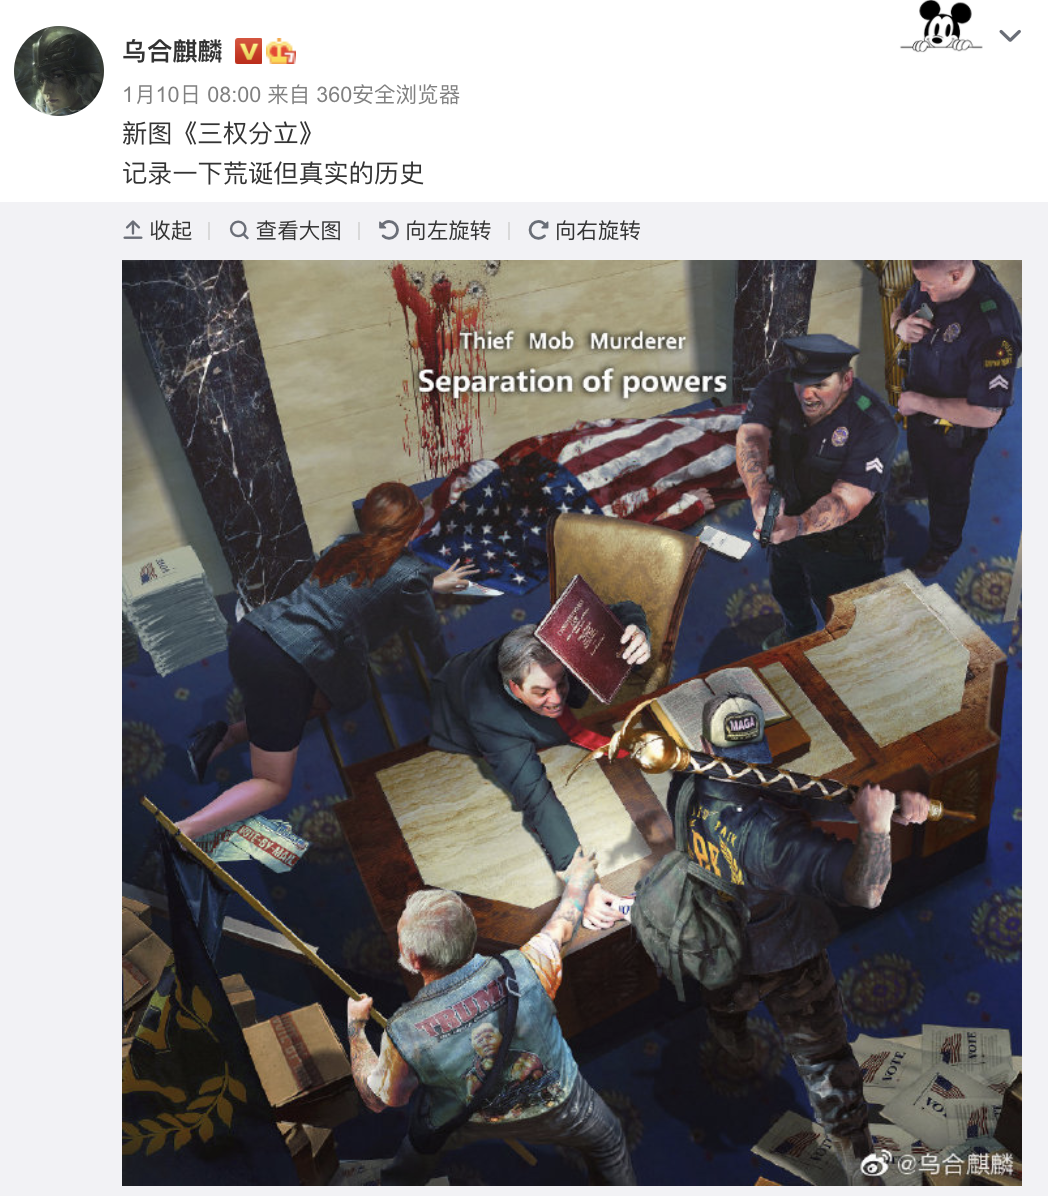 乌合麒麟
1月10日 08:00 来自 360安全浏览器
新图《三权分立》
记录一下荒诞但真实的历史
收起
查看大图
向左旋转
向右旋转
Thief Mob Murderer
Separation of powers
MAGA
VOTE-BY-MAIL
TRUMP
VOTE
VOTE
@乌合麒麟